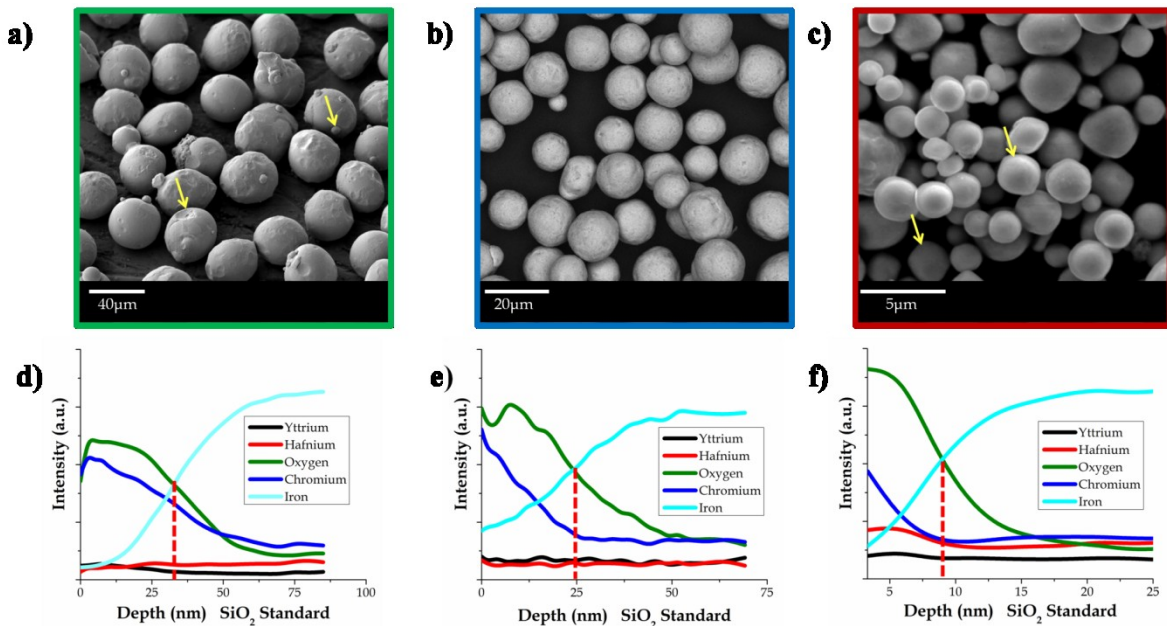 a)
b)
c)
40μm
20μm
5μm
d)
Intensity (a.u.)
Yttrium
Hafnium
Oxygen
Chromium
Iron
0 25 50 75 100
Depth (nm) SiO₂ Standard
e)
Intensity (a.u.)
Yttrium
Hafnium
Oxygen
Chromium
Iron
0 25 50 75
Depth (nm) SiO₂ Standard
f)
Intensity (a.u.)
Yttrium
Hafnium
Oxygen
Chromium
Iron
5 10 15 20 25
Depth (nm) SiO₂ Standard